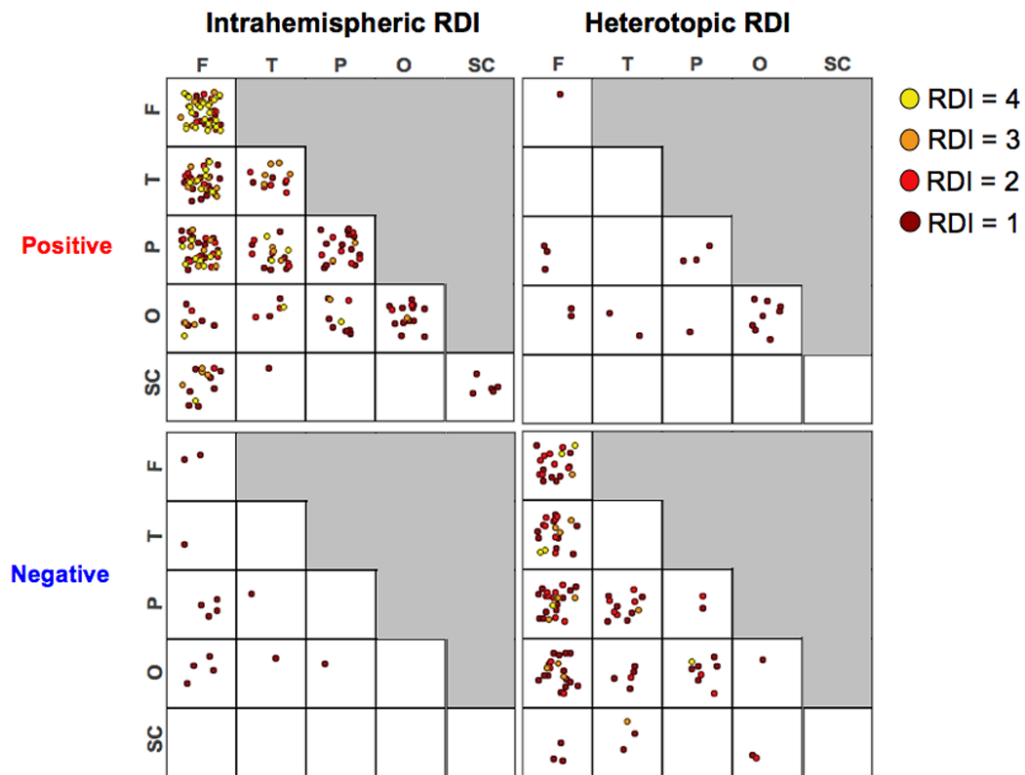 Intrahemispheric RDI Heterotopic RDI
F T P O SC F T P O SC
F
RDI = 4
RDI = 3
T
RDI = 2
RDI = 1
Positive P
O
SC
F
T
Negative
P
O
SC